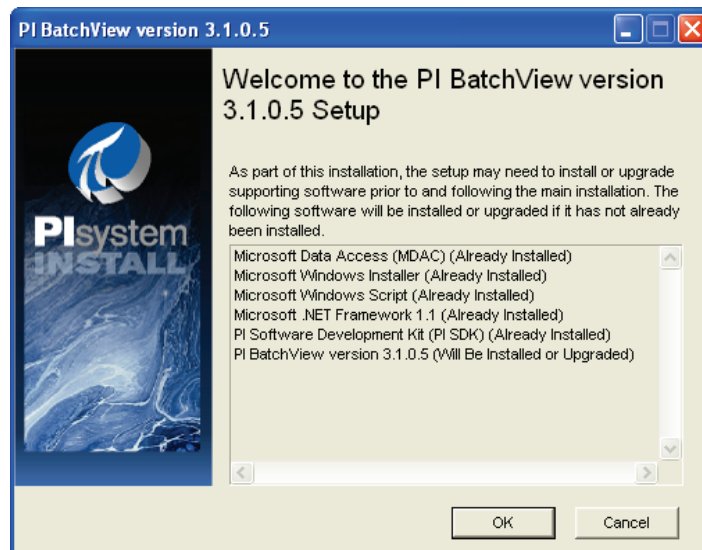 PI BatchView version 3.1.0.5
Welcome to the PI BatchView version
3.1.0.5 Setup
As part of this installation, the setup may need to install or upgrade
supporting software prior to and following the main installation. The
following software will be installed or upgraded if it has not already
been installed.
Microsoft Data Access (MDAC) (Already Installed)
Microsoft Windows Installer (Already Installed)
Microsoft Windows Script (Already Installed)
Microsoft .NET Framework 1.1 (Already Installed)
PI Software Development Kit (PI SDK) (Already Installed)
PI BatchView version 3.1.0.5 (Will Be Installed or Upgraded)
PIsystem
INSTALL
OK Cancel